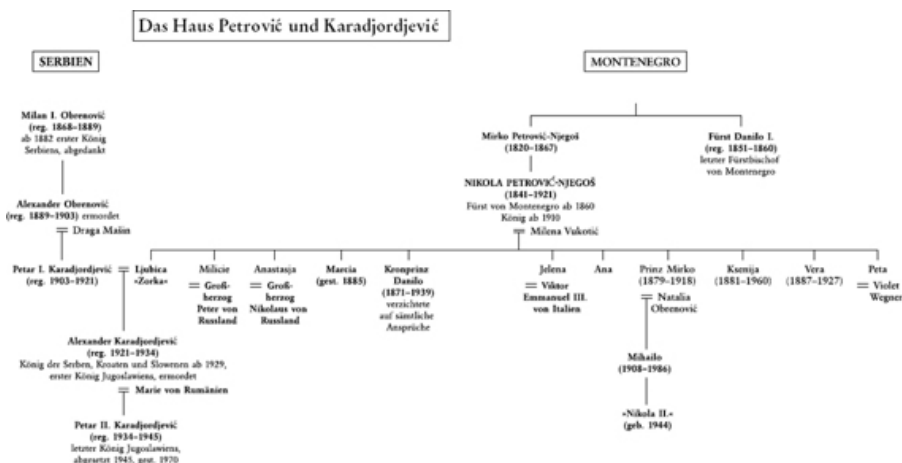 Das Haus Petrović und Karadjordjević
SERBIEN
MONTENEGRO
Milan I. Obrenović
(reg. 1868–1889)
ab 1882 erster König
Serbiens, abgedankt
Alexander Obrenović
(reg. 1889–1903) ermordet
= Draga Mašin
Mirko Petrović-Njegoš
(1820–1867)
Fürst Danilo I.
(reg. 1851–1860)
letzter Fürstbischof
von Montenegro
NIKOLA PETROVIĆ-NJEGOŠ
(1841–1921)
Fürst von Montenegro ab 1860
König ab 1910
= Milena Vukotić
Petar I. Karadjordjević
(reg. 1903–1921)
= Ljubica
»Zorka«
Milicie
= Groß-
herzog
Peter von
Russland
Anastasja
= Groß-
herzog
Nikolaus von
Russland
Marcia
(gest. 1885)
Kronprinz
Danilo
(1871–1939)
verzichtete
auf sämtliche
Ansprüche
Jelena
= Viktor
Emmanuel III.
von Italien
Ana
Prinz Mirko
(1879–1918)
= Natalia
Obrenović
Ksenija
(1881–1960)
Vera
(1887–1927)
Peta
= Violet
Wegner
Alexander Karadjordjević
(reg. 1921–1934)
König der Serben, Kroaten und Slowenen ab 1929,
erster König Jugoslawiens, ermordet
= Marie von Rumänien
Mihailo
(1908–1986)
»Nikola II.«
(geb. 1944)
Petar II. Karadjordjević
(reg. 1934–1945)
letzter König Jugoslawiens,
abgesetzt 1945, gest. 1970